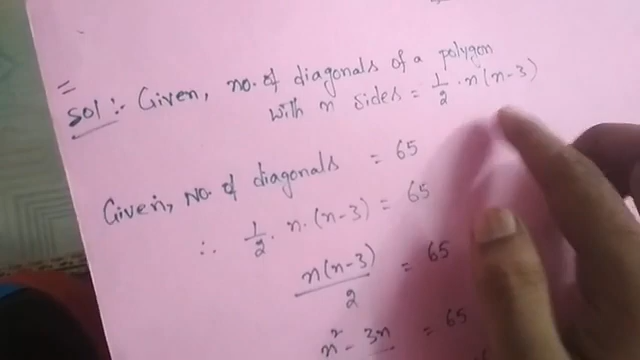 Sol :- Given, no. of diagonals of a polygon
with n sides = 1/2 · n(n-3)
Given, No. of diagonals = 65
∴ 1/2 · n · (n-3) = 65
n(n-3)/2 = 65
n² - 3n = 65